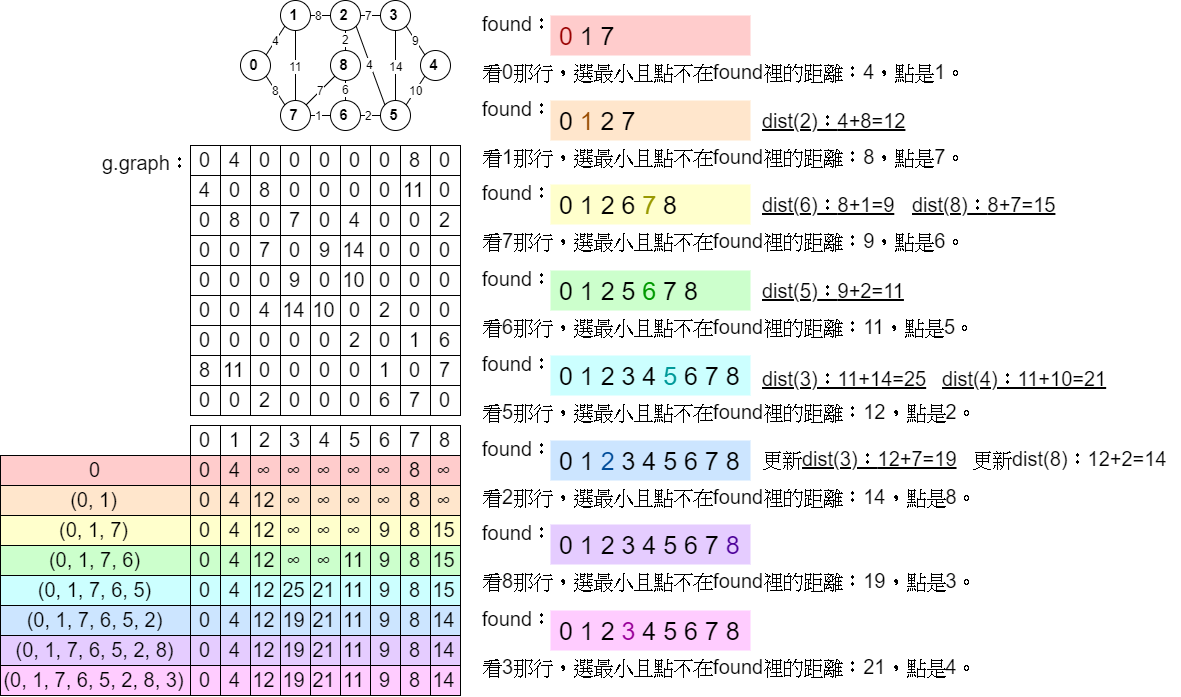 1 8 2 7 3
4 2 9
0 11 8 4 14 4
8 7 6 10
7 1 6 2 5
g.graph：
0 4 0 0 0 0 0 8 0
4 0 8 0 0 0 0 11 0
0 8 0 7 0 4 0 0 2
0 0 7 0 9 14 0 0 0
0 0 0 9 0 10 0 0 0
0 0 4 14 10 0 2 0 0
0 0 0 0 0 2 0 1 6
8 11 0 0 0 0 1 0 7
0 0 2 0 0 0 6 7 0
0 1 2 3 4 5 6 7 8
0 0 4 ∞ ∞ ∞ ∞ ∞ 8 ∞
(0, 1) 0 4 12 ∞ ∞ ∞ ∞ 8 ∞
(0, 1, 7) 0 4 12 ∞ ∞ ∞ 9 8 15
(0, 1, 7, 6) 0 4 12 ∞ ∞ 11 9 8 15
(0, 1, 7, 6, 5) 0 4 12 25 21 11 9 8 15
(0, 1, 7, 6, 5, 2) 0 4 12 19 21 11 9 8 14
(0, 1, 7, 6, 5, 2, 8) 0 4 12 19 21 11 9 8 14
(0, 1, 7, 6, 5, 2, 8, 3) 0 4 12 19 21 11 9 8 14
found：0 1 7
看0那行，選最小且點不在found裡的距離：4，點是1。
found：0 1 2 7 dist(2)：4+8=12
看1那行，選最小且點不在found裡的距離：8，點是7。
found：0 1 2 6 7 8 dist(6)：8+1=9 dist(8)：8+7=15
看7那行，選最小且點不在found裡的距離：9，點是6。
found：0 1 2 5 6 7 8 dist(5)：9+2=11
看6那行，選最小且點不在found裡的距離：11，點是5。
found：0 1 2 3 4 5 6 7 8 dist(3)：11+14=25 dist(4)：11+10=21
看5那行，選最小且點不在found裡的距離：12，點是2。
found：0 1 2 3 4 5 6 7 8 更新dist(3)：12+7=19 更新dist(8)：12+2=14
看2那行，選最小且點不在found裡的距離：14，點是8。
found：0 1 2 3 4 5 6 7 8
看8那行，選最小且點不在found裡的距離：19，點是3。
found：0 1 2 3 4 5 6 7 8
看3那行，選最小且點不在found裡的距離：21，點是4。